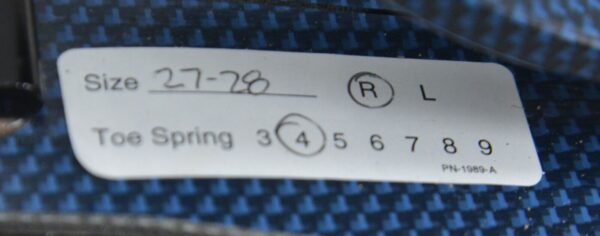 Size 27-28 R L
Toe Spring 3 4 5 6 7 8 9
PN-1989-A